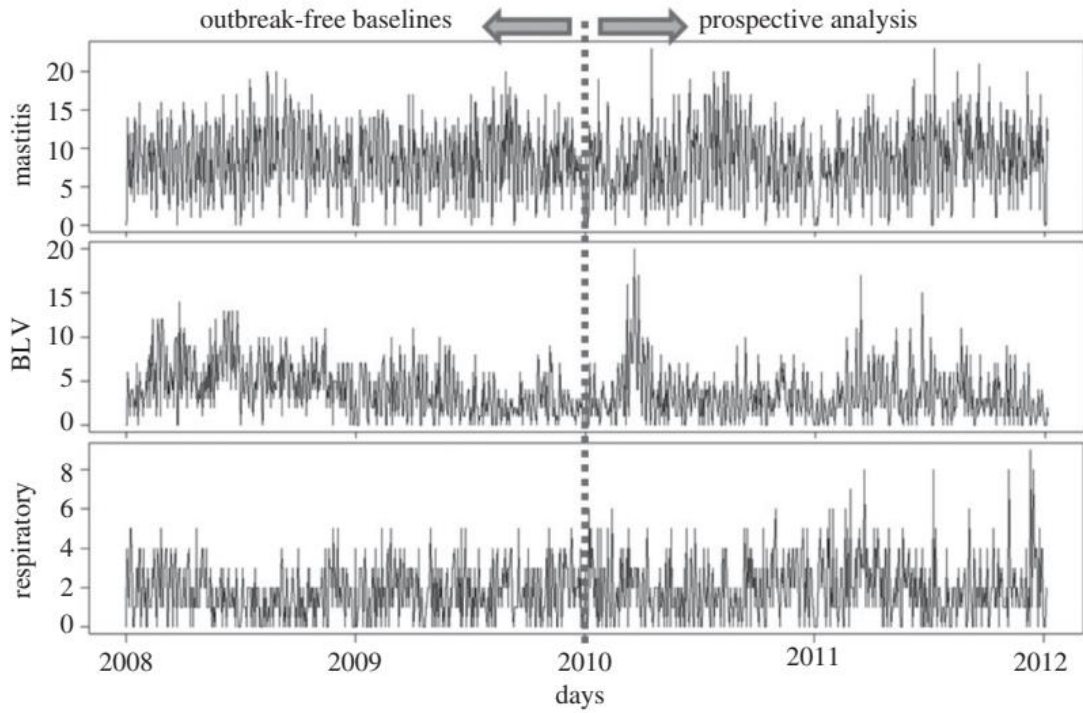 outbreak-free baselines prospective analysis
mastitis
20
15
10
5
0
BLV
20
15
10
5
0
respiratory
8
6
4
2
0
2008 2009 2010 2011 2012
days